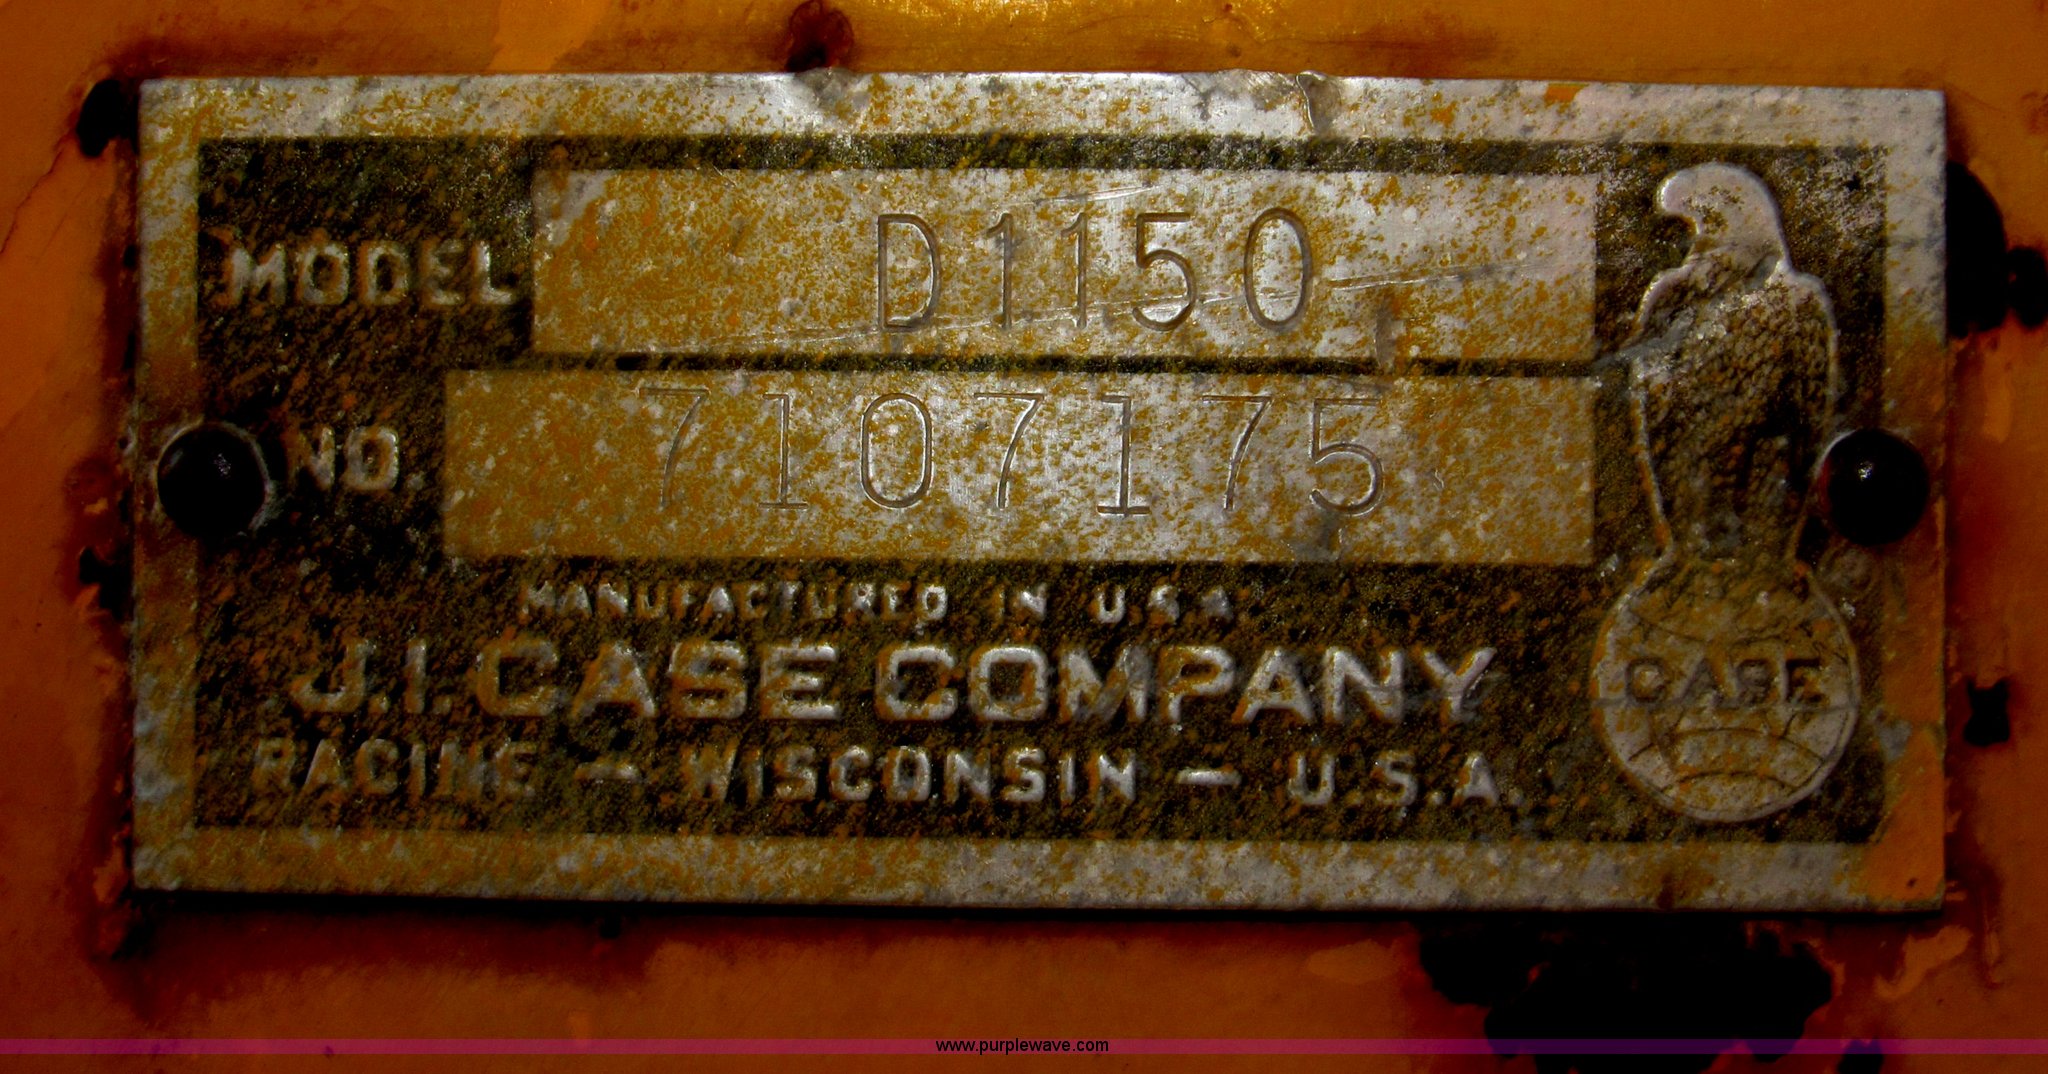 MODEL D1150
NO. 7107175
MANUFACTURED IN U.S.A.
J.I. CASE COMPANY
RACINE — WISCONSIN — U.S.A.
CASE
www.purplewave.com